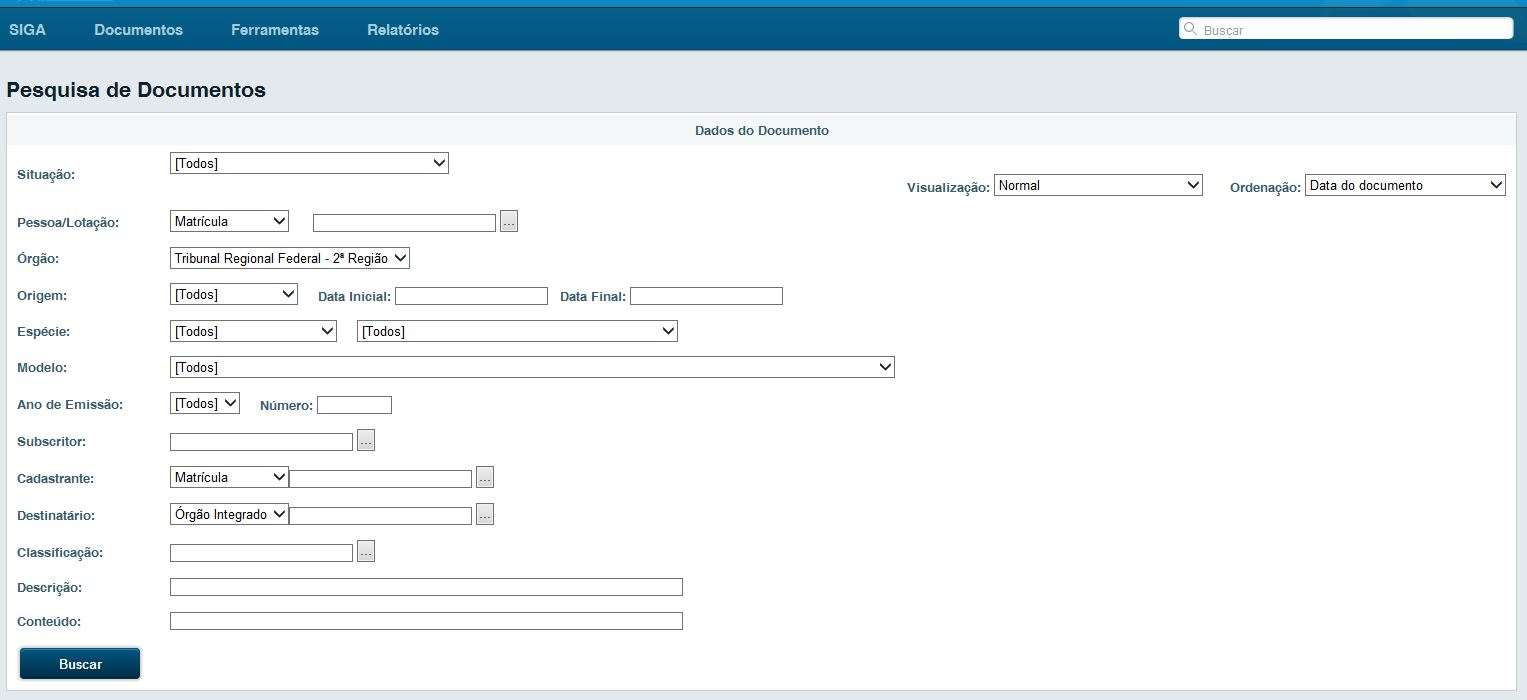 SIGA Documentos Ferramentas Relatórios Buscar
Pesquisa de Documentos
Dados do Documento
Situação: [Todos]
Visualização: Normal Ordenação: Data do documento
Pessoa/Lotação: Matrícula ...
Órgão: Tribunal Regional Federal - 2ª Região
Origem: [Todos] Data Inicial: Data Final:
Espécie: [Todos] [Todos]
Modelo: [Todos]
Ano de Emissão: [Todos] Número:
Subscritor: ...
Cadastrante: Matrícula ...
Destinatário: Órgão Integrado ...
Classificação: ...
Descrição:
Conteúdo:
Buscar